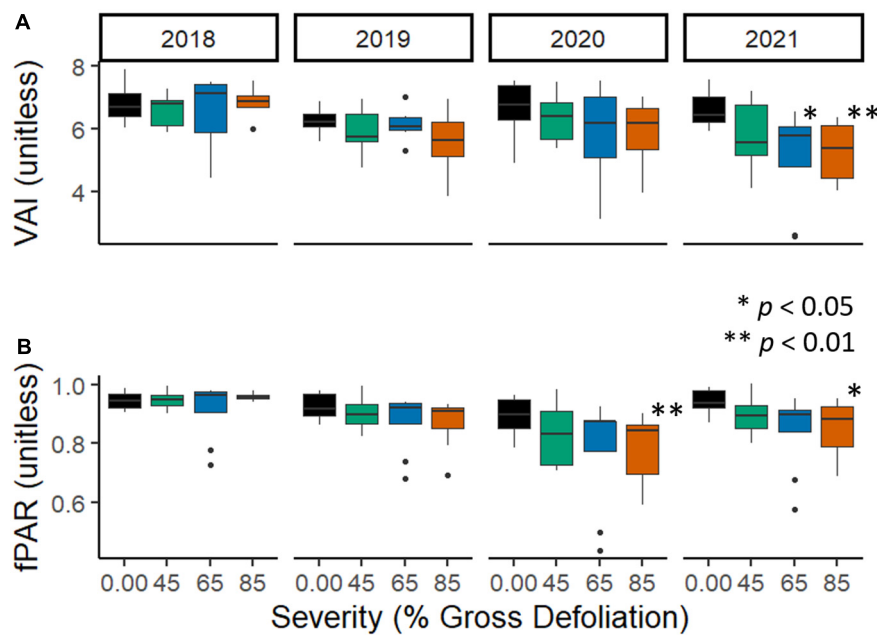 A
2018 2019 2020 2021
VAI (unitless)
8
6
4
* **
* p < 0.05
** p < 0.01
B
fPAR (unitless)
1.0
0.8
0.6
** *
0.00 45 65 85 0.00 45 65 85 0.00 45 65 85 0.00 45 65 85
Severity (% Gross Defoliation)